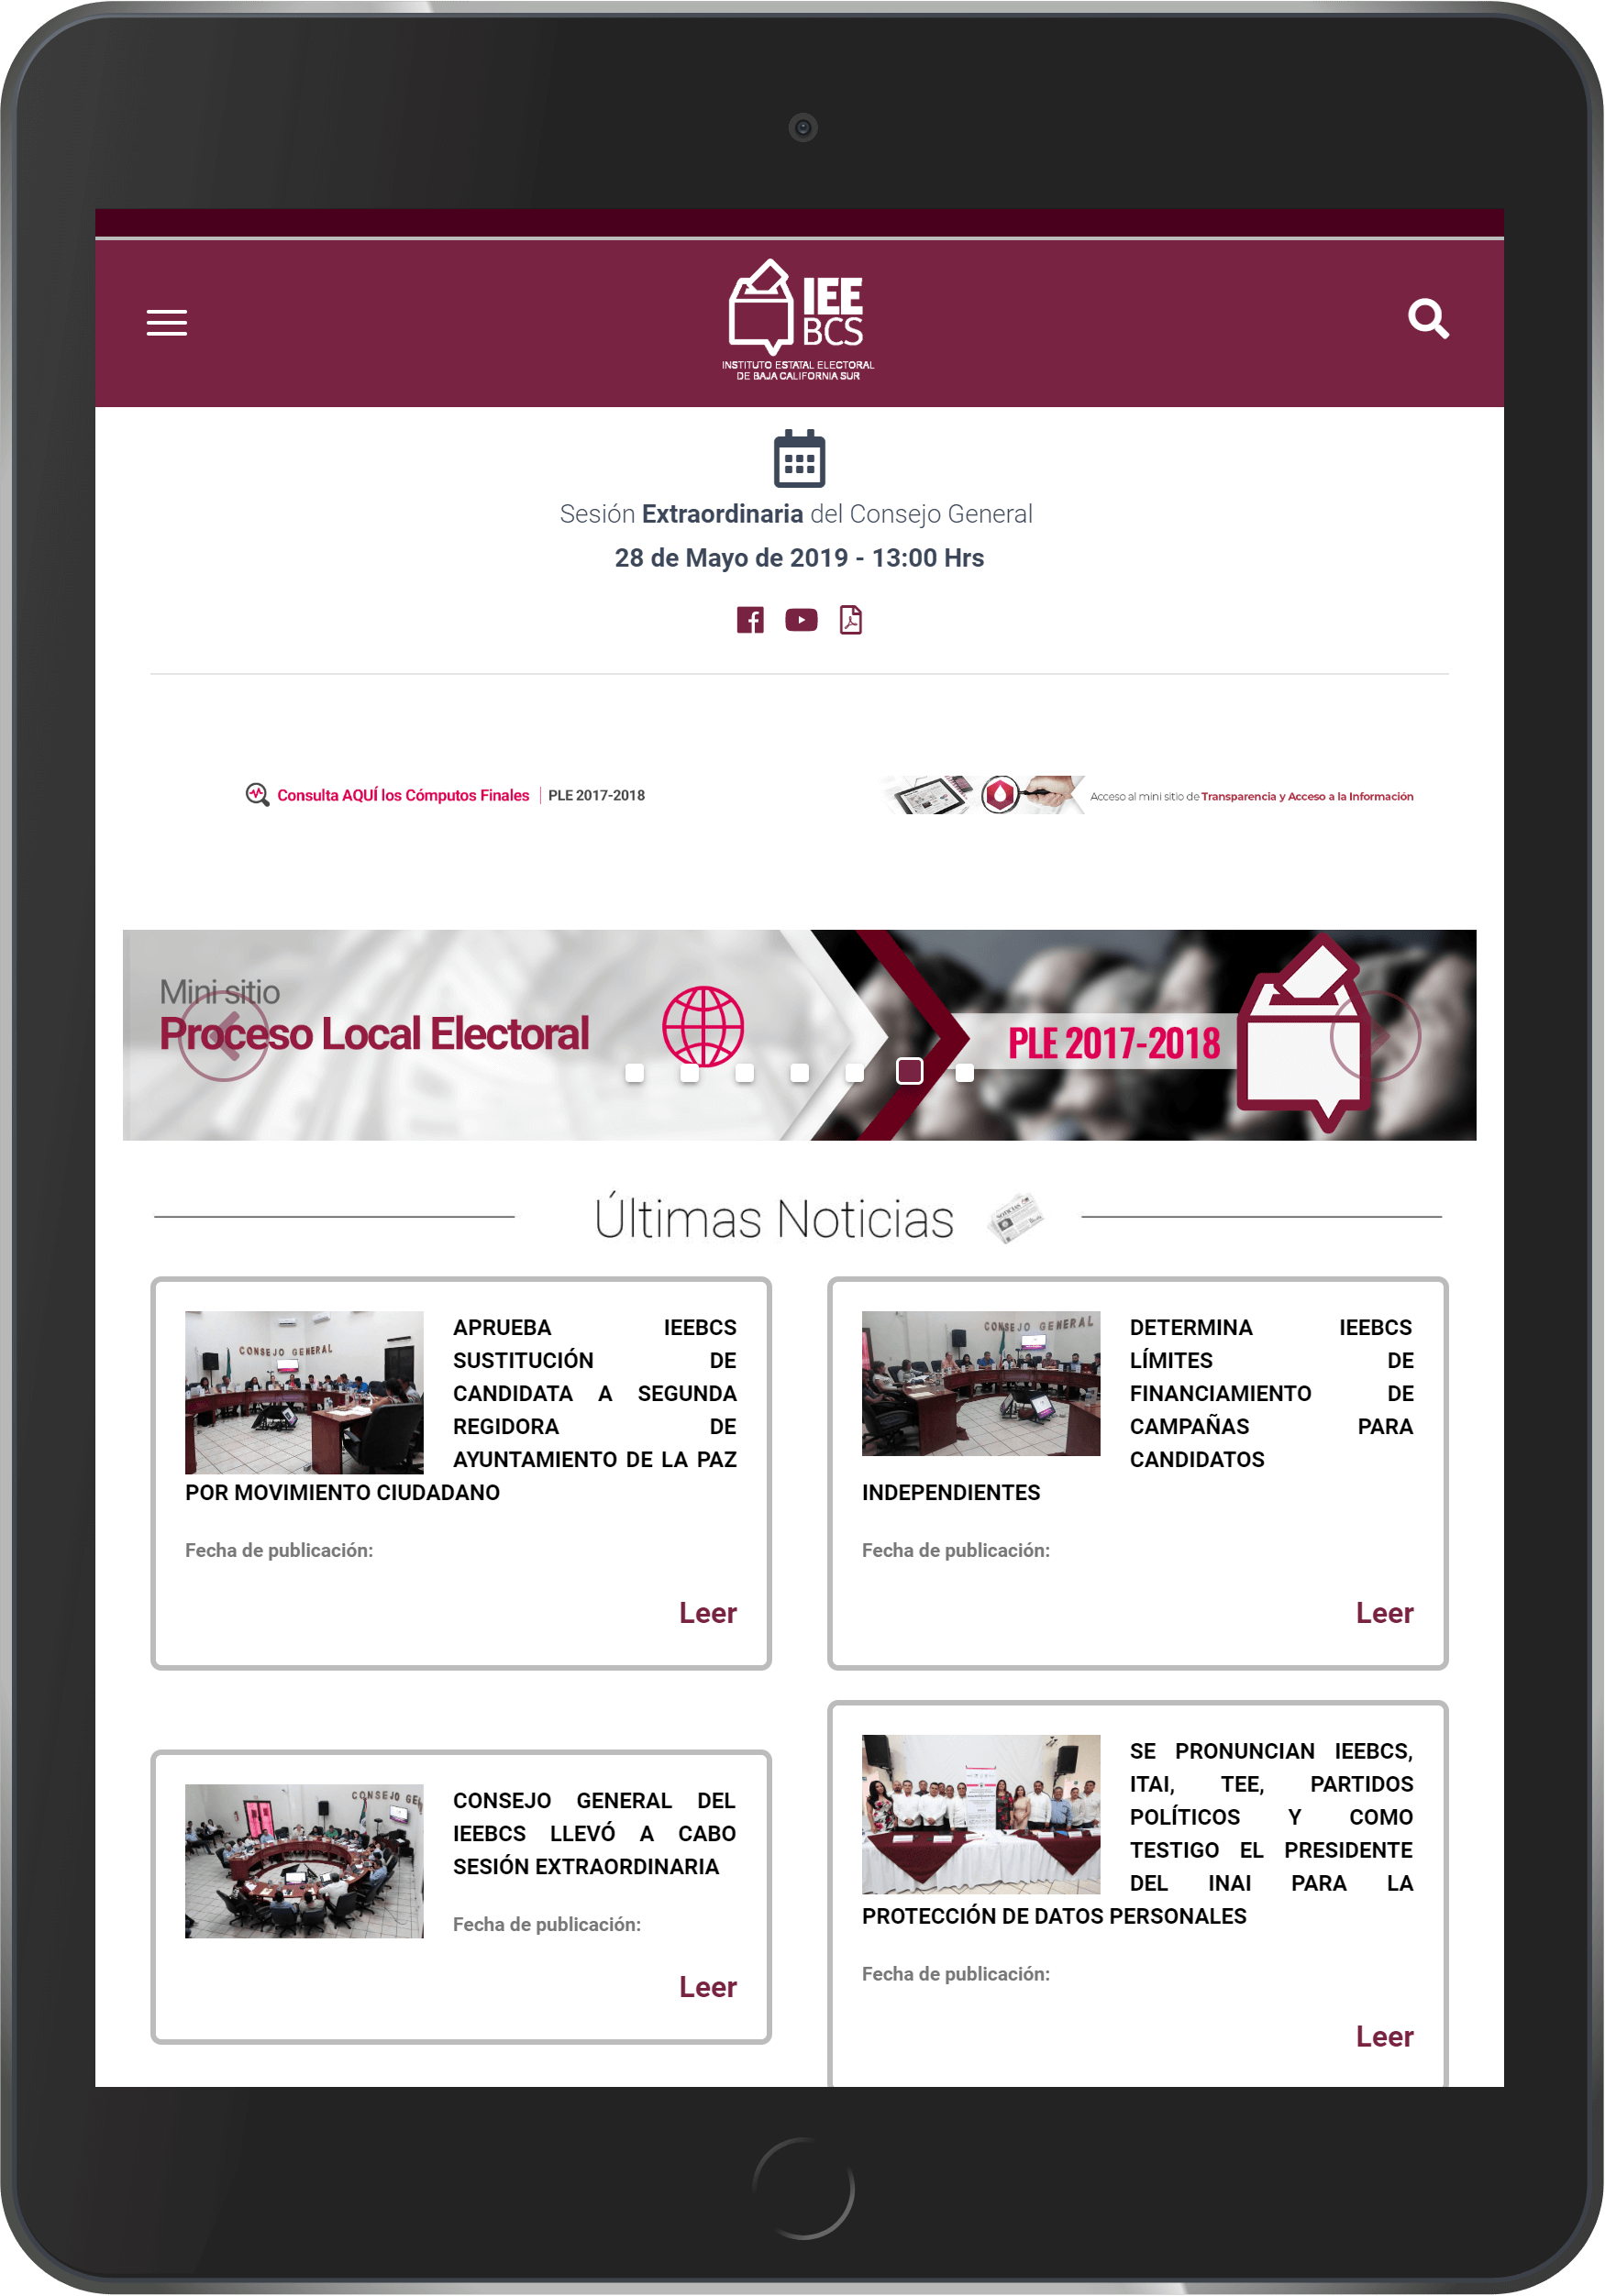 IEE
BCS
INSTITUTO ESTATAL ELECTORAL
DE BAJA CALIFORNIA SUR
Sesión Extraordinaria del Consejo General
28 de Mayo de 2019 - 13:00 Hrs
Consulta AQUÍ los Cómputos Finales | PLE 2017-2018
Acceso al mini sitio de Transparencia y Acceso a la Información
Mini sitio
Proceso Local Electoral
PLE 2017-2018
Últimas Noticias
NOTICIAS
CONSEJO GENERAL
APRUEBA IEEBCS
SUSTITUCIÓN DE
CANDIDATA A SEGUNDA
REGIDORA DE
AYUNTAMIENTO DE LA PAZ
POR MOVIMIENTO CIUDADANO
Fecha de publicación:
Leer
CONSEJO GENERAL
DETERMINA IEEBCS
LÍMITES DE
FINANCIAMIENTO DE
CAMPAÑAS PARA
CANDIDATOS
INDEPENDIENTES
Fecha de publicación:
Leer
CONSEJO GE
CONSEJO GENERAL DEL
IEEBCS LLEVÓ A CABO
SESIÓN EXTRAORDINARIA
Fecha de publicación:
Leer
SE PRONUNCIAN IEEBCS,
ITAI, TEE, PARTIDOS
POLÍTICOS Y COMO
TESTIGO EL PRESIDENTE
DEL INAI PARA LA
PROTECCIÓN DE DATOS PERSONALES
Fecha de publicación:
Leer